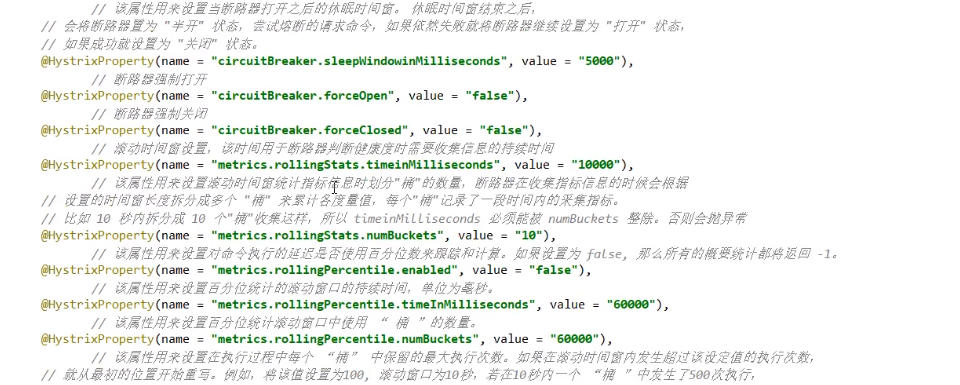 // 该属性用来设置当断路器打开之后的休眠时间窗。 休眠时间窗结束之后,
// 会将断路器置为 "半开" 状态，尝试熔断的请求命令，如果依然失败就将断路器继续设置为 "打开" 状态，
// 如果成功就设置为 "关闭" 状态。
@HystrixProperty(name = "circuitBreaker.sleepWindowinMilliseconds", value = "5000"),
// 断路器强制打开
@HystrixProperty(name = "circuitBreaker.forceOpen", value = "false"),
// 断路器强制关闭
@HystrixProperty(name = "circuitBreaker.forceClosed", value = "false"),
// 滚动时间窗设置，该时间用于断路器判断健康度时需要收集信息的持续时间
@HystrixProperty(name = "metrics.rollingStats.timeinMilliseconds", value = "10000"),
// 该属性用来设置滚动时间窗统计指标信息时划分"桶"的数量，断路器在收集指标信息的时候会根据
// 设置的时间窗长度拆分成多个 "桶" 来累计各度量值，每个"桶"记录了一段时间内的采集指标。
// 比如 10 秒内拆分成 10 个"桶"收集这样，所以 timeinMilliseconds 必须能被 numBuckets 整除。否则会抛异常
@HystrixProperty(name = "metrics.rollingStats.numBuckets", value = "10"),
// 该属性用来设置对命令执行的延迟是否使用百分位数来跟踪和计算。如果设置为 false, 那么所有的概要统计都将返回 -1。
@HystrixProperty(name = "metrics.rollingPercentile.enabled", value = "false"),
// 该属性用来设置百分位统计的滚动窗口的持续时间，单位为毫秒。
@HystrixProperty(name = "metrics.rollingPercentile.timeInMilliseconds", value = "60000"),
// 该属性用来设置百分位统计滚动窗口中使用 “ 桶 ”的数量。
@HystrixProperty(name = "metrics.rollingPercentile.numBuckets", value = "60000"),
// 该属性用来设置在执行过程中每个 “桶” 中保留的最大执行次数。如果在滚动时间窗内发生超过该设定值的执行次数，
// 就从最初的位置开始重写。例如，将该值设置为100, 滚动窗口为10秒，若在10秒内一个 “桶 ”中发生了500次执行，